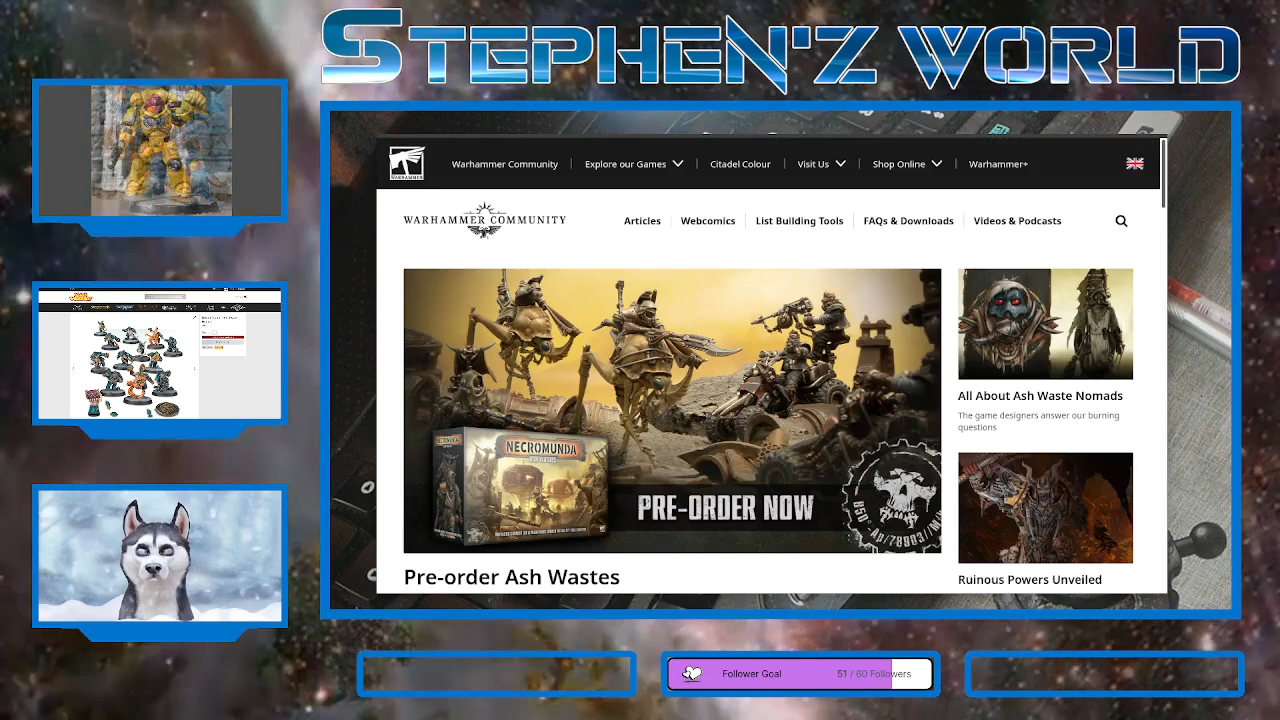 STEPHEN'Z WORLD
WARHAMMER
Warhammer Community
Explore our Games
Citadel Colour
Visit Us
Shop Online
Warhammer+
WARHAMMER COMMUNITY
Articles
Webcomics
List Building Tools
FAQs & Downloads
Videos & Podcasts
NECROMUNDA
PRE-ORDER NOW
Pre-order Ash Wastes
All About Ash Waste Nomads
The game designers answer our burning
questions
Ruinous Powers Unveiled
Follower Goal
51 / 60 Followers